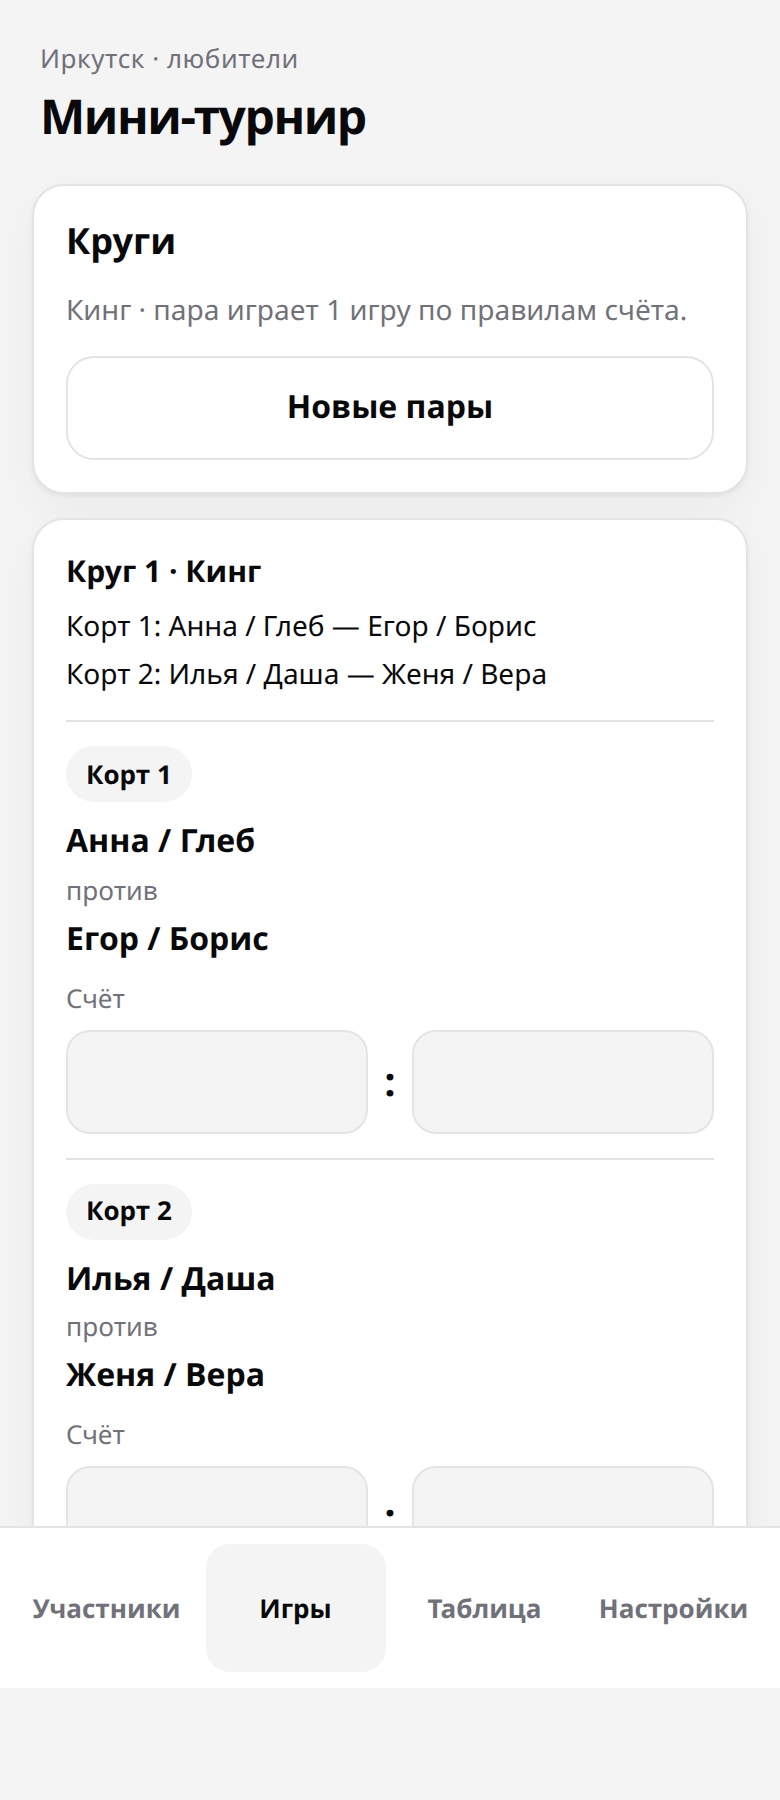 Иркутск · любители
Мини-турнир
Круги
Кинг · пара играет 1 игру по правилам счёта.
Новые пары
Круг 1 · Кинг
Корт 1: Анна / Глеб — Егор / Борис
Корт 2: Илья / Даша — Женя / Вера
Корт 1
Анна / Глеб
против
Егор / Борис
Счёт
:
Корт 2
Илья / Даша
против
Женя / Вера
Счёт
:
Участники
Игры
Таблица
Настройки